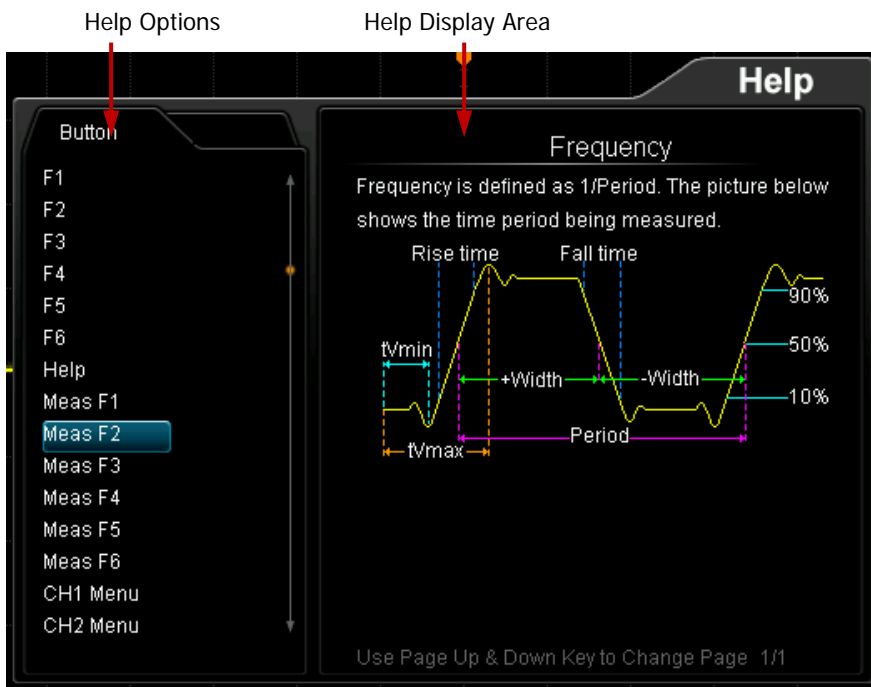 Help Options
Help Display Area
Help
Button
F1
F2
F3
F4
F5
F6
Help
Meas F1
Meas F2
Meas F3
Meas F4
Meas F5
Meas F6
CH1 Menu
CH2 Menu
Frequency
Frequency is defined as 1/Period. The picture below
shows the time period being measured.
Rise time
Fall time
90%
tVmin
50%
+Width
-Width
10%
Period
tVmax
Use Page Up & Down Key to Change Page 1/1